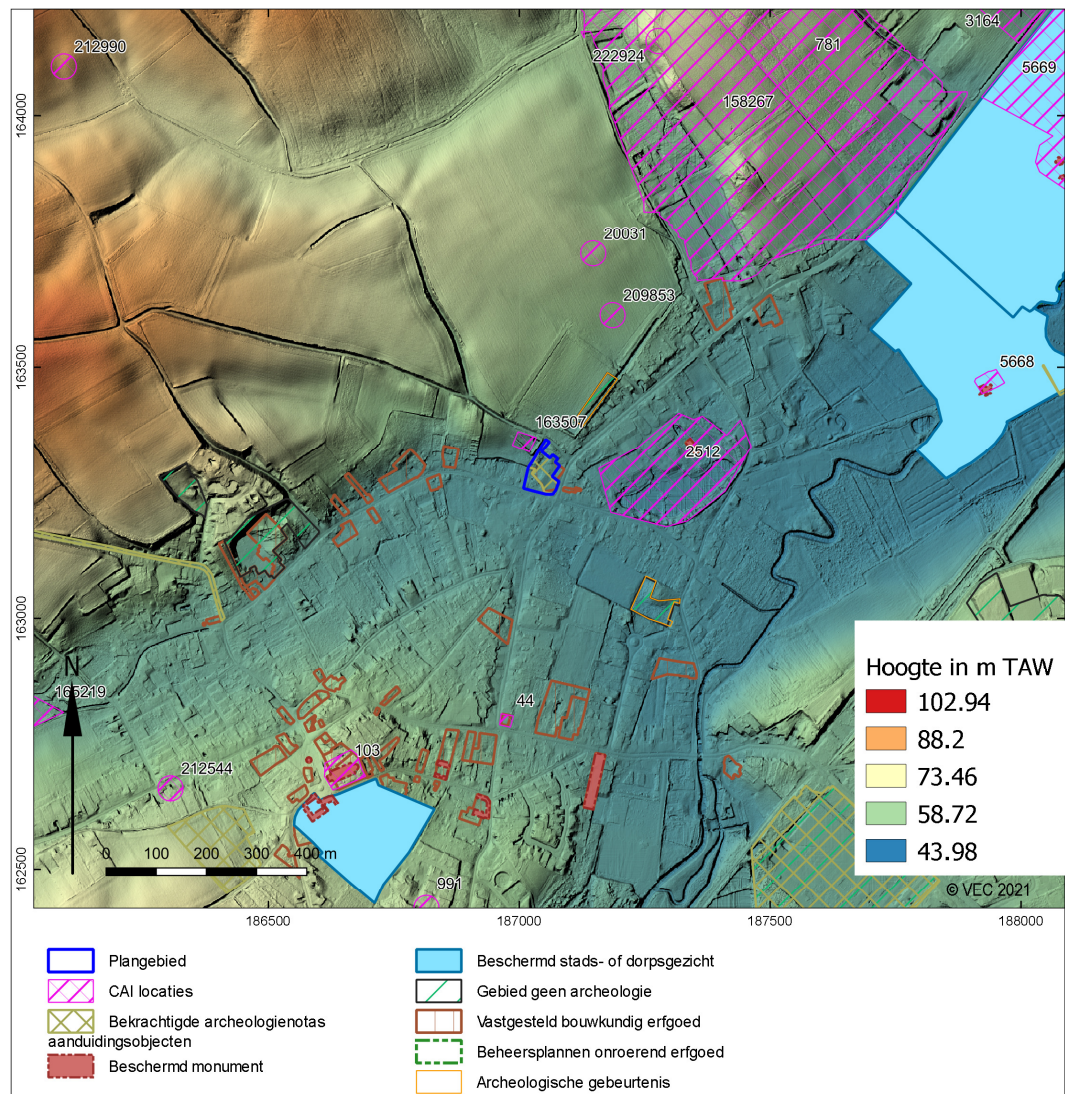 3164
212990
222924
781
5669
158267
164000
20031
209853
163500
5668
163507
2512
163000
N
165219
44
103
212544
0 100 200 300 400 m
991
162500
Hoogte in m TAW
102.94
88.2
73.46
58.72
43.98
© VEC 2021
186500 187000 187500 188000
Plangebied
CAI locaties
Bekrachtigde archeologienotas
aanduidingsobjecten
Beschermd monument
Beschermd stads- of dorpsgezicht
Gebied geen archeologie
Vastgesteld bouwkundig erfgoed
Beheersplannen onroerend erfgoed
Archeologische gebeurtenis